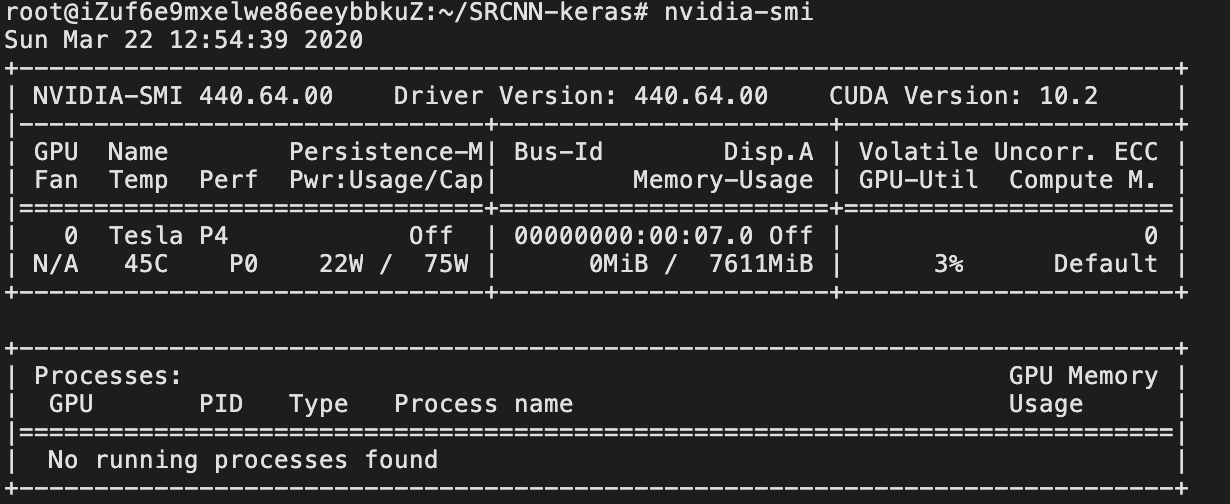 root@iZuf6e9mxelwe86eeybbkuZ:~/SRCNN-keras# nvidia-smi
Sun Mar 22 12:54:39 2020
+-----------------------------------------------------------------------------+
| NVIDIA-SMI 440.64.00    Driver Version: 440.64.00    CUDA Version: 10.2     |
|-------------------------------+----------------------+----------------------+
| GPU  Name        Persistence-M| Bus-Id        Disp.A | Volatile Uncorr. ECC |
| Fan  Temp  Perf  Pwr:Usage/Cap|         Memory-Usage | GPU-Util  Compute M. |
|===============================+======================+======================|
|   0  Tesla P4            Off  | 00000000:00:07.0 Off |                    0 |
| N/A   45C    P0    22W /  75W |      0MiB /  7611MiB |      3%      Default |
+-------------------------------+----------------------+----------------------+

+-----------------------------------------------------------------------------+
| Processes:                                                       GPU Memory |
|  GPU       PID   Type   Process name                             Usage      |
|=============================================================================|
|  No running processes found                                                 |
+-----------------------------------------------------------------------------+